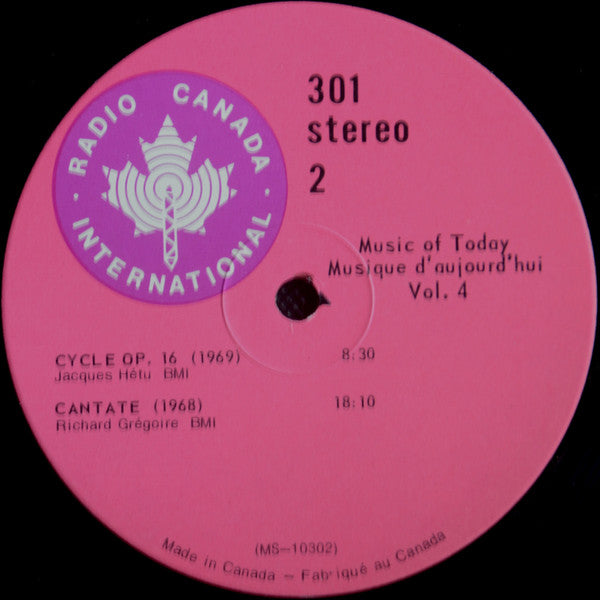 RADIO CANADA
INTERNATIONAL
301
stereo
2
Music of Today
Musique d'aujourd'hui
Vol. 4
CYCLE OP. 16 (1969) 8:30
Jacques Hétu BMI
CANTATE (1968) 18:10
Richard Grégoire BMI
(MS-10302)
Made in Canada - Fabriqué au Canada